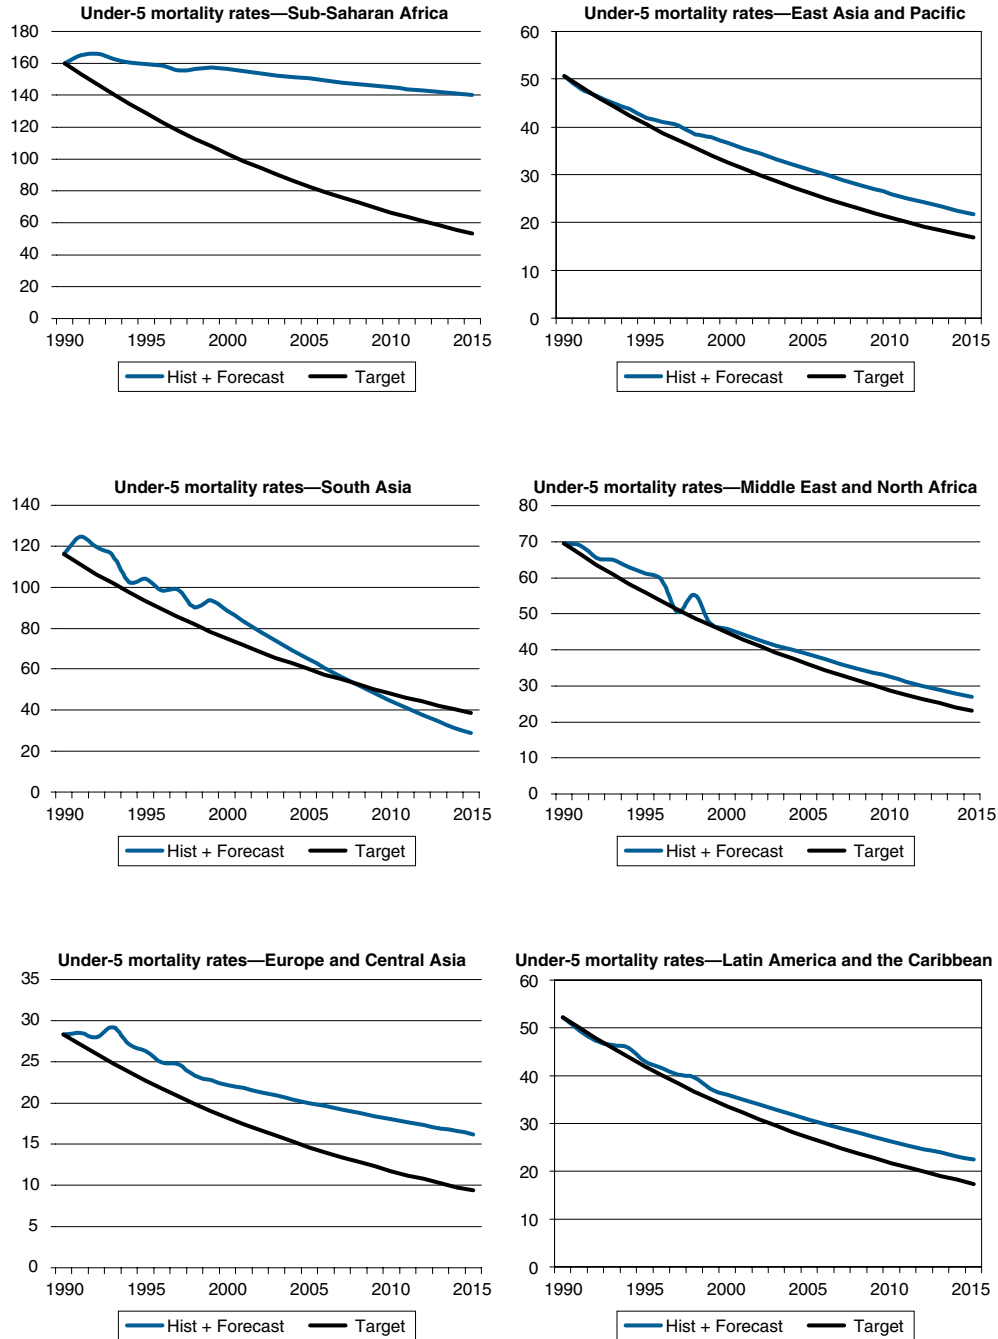 Under-5 mortality rates—Sub-Saharan Africa
180
160
140
120
100
80
60
40
20
0
1990 1995 2000 2005 2010 2015
Hist + Forecast Target
Under-5 mortality rates—East Asia and Pacific
60
50
40
30
20
10
0
1990 1995 2000 2005 2010 2015
Hist + Forecast Target
Under-5 mortality rates—South Asia
140
120
100
80
60
40
20
0
1990 1995 2000 2005 2010 2015
Hist + Forecast Target
Under-5 mortality rates—Middle East and North Africa
80
70
60
50
40
30
20
10
0
1990 1995 2000 2005 2010 2015
Hist + Forecast Target
Under-5 mortality rates—Europe and Central Asia
35
30
25
20
15
10
5
0
1990 1995 2000 2005 2010 2015
Hist + Forecast Target
Under-5 mortality rates—Latin America and the Caribbean
60
50
40
30
20
10
0
1990 1995 2000 2005 2010 2015
Hist + Forecast Target